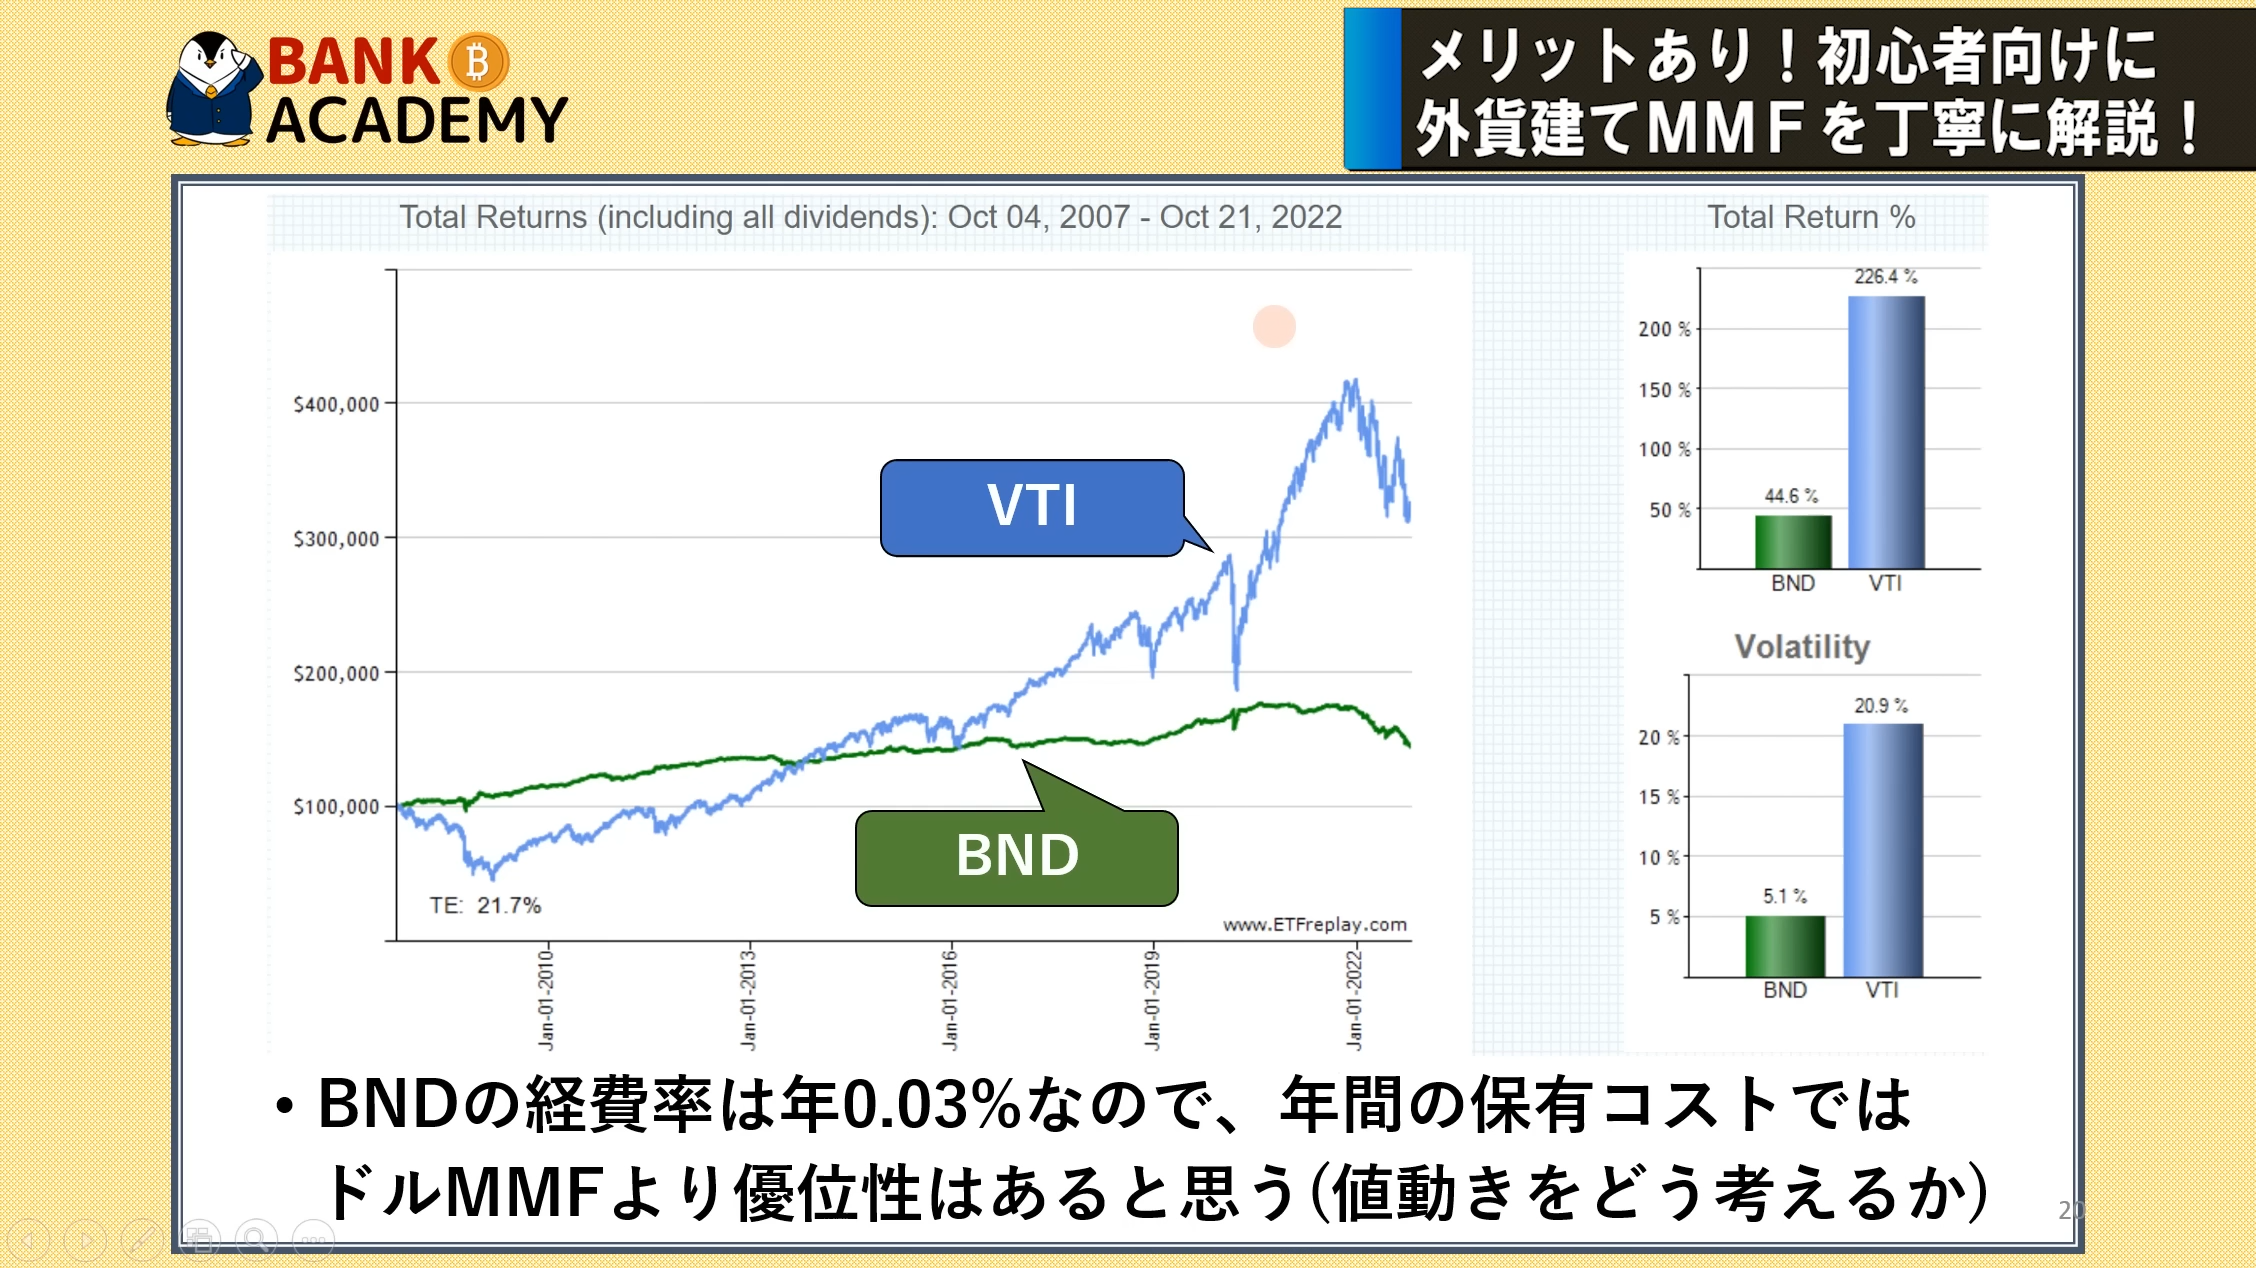 BANK
ACADEMY
メリットあり！初心者向けに
外貨建てMMFを丁寧に解説！
Total Returns (including all dividends): Oct 04, 2007 - Oct 21, 2022
$400,000
$300,000
$200,000
$100,000
VTI
BND
TE: 21.7%
www.ETFreplay.com
Jan-01-2010
Jan-01-2013
Jan-01-2016
Jan-01-2019
Jan-01-2022
Total Return %
226.4 %
200 %
150 %
100 %
44.6 %
50 %
BND VTI
Volatility
20.9 %
20 %
15 %
10 %
5.1 %
5 %
BND VTI
・BNDの経費率は年0.03%なので、年間の保有コストでは
ドルMMFより優位性はあると思う(値動きをどう考えるか)
20